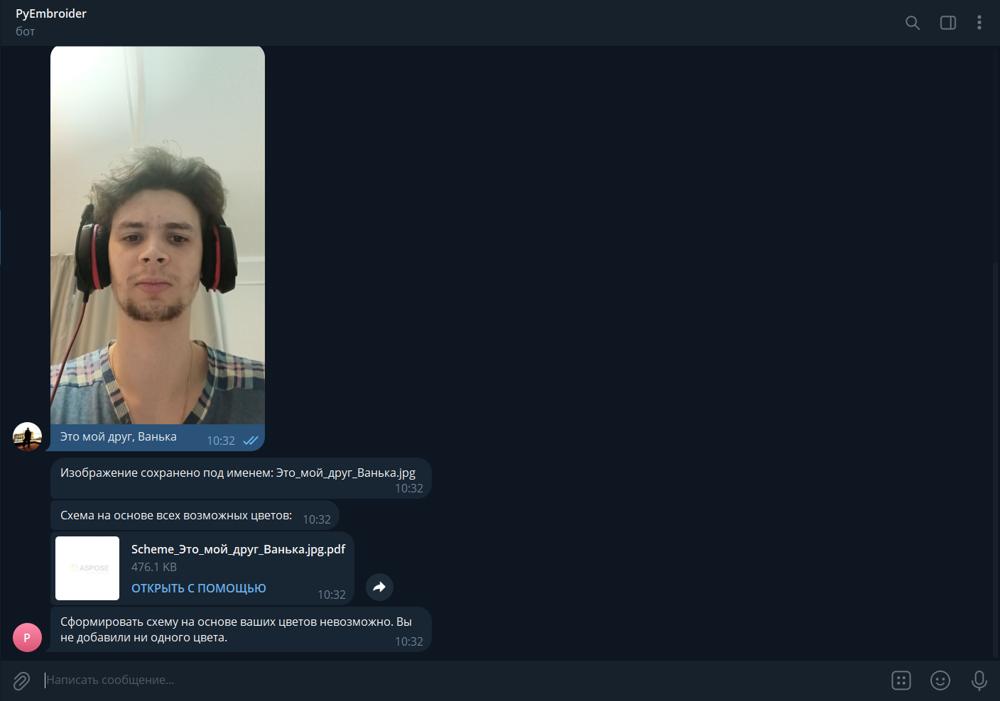 PyEmbroider
бот
Это мой друг, Ванька
10:32
Изображение сохранено под именем: Это_мой_друг_Ванька.jpg
10:32
Схема на основе всех возможных цветов:
10:32
ASPOSE
Scheme_Это_мой_друг_Ванька.jpg.pdf
476.1 KB
ОТКРЫТЬ С ПОМОЩЬЮ
10:32
Сформировать схему на основе ваших цветов невозможно. Вы
не добавили ни одного цвета.
10:32
P
Написать сообщение...